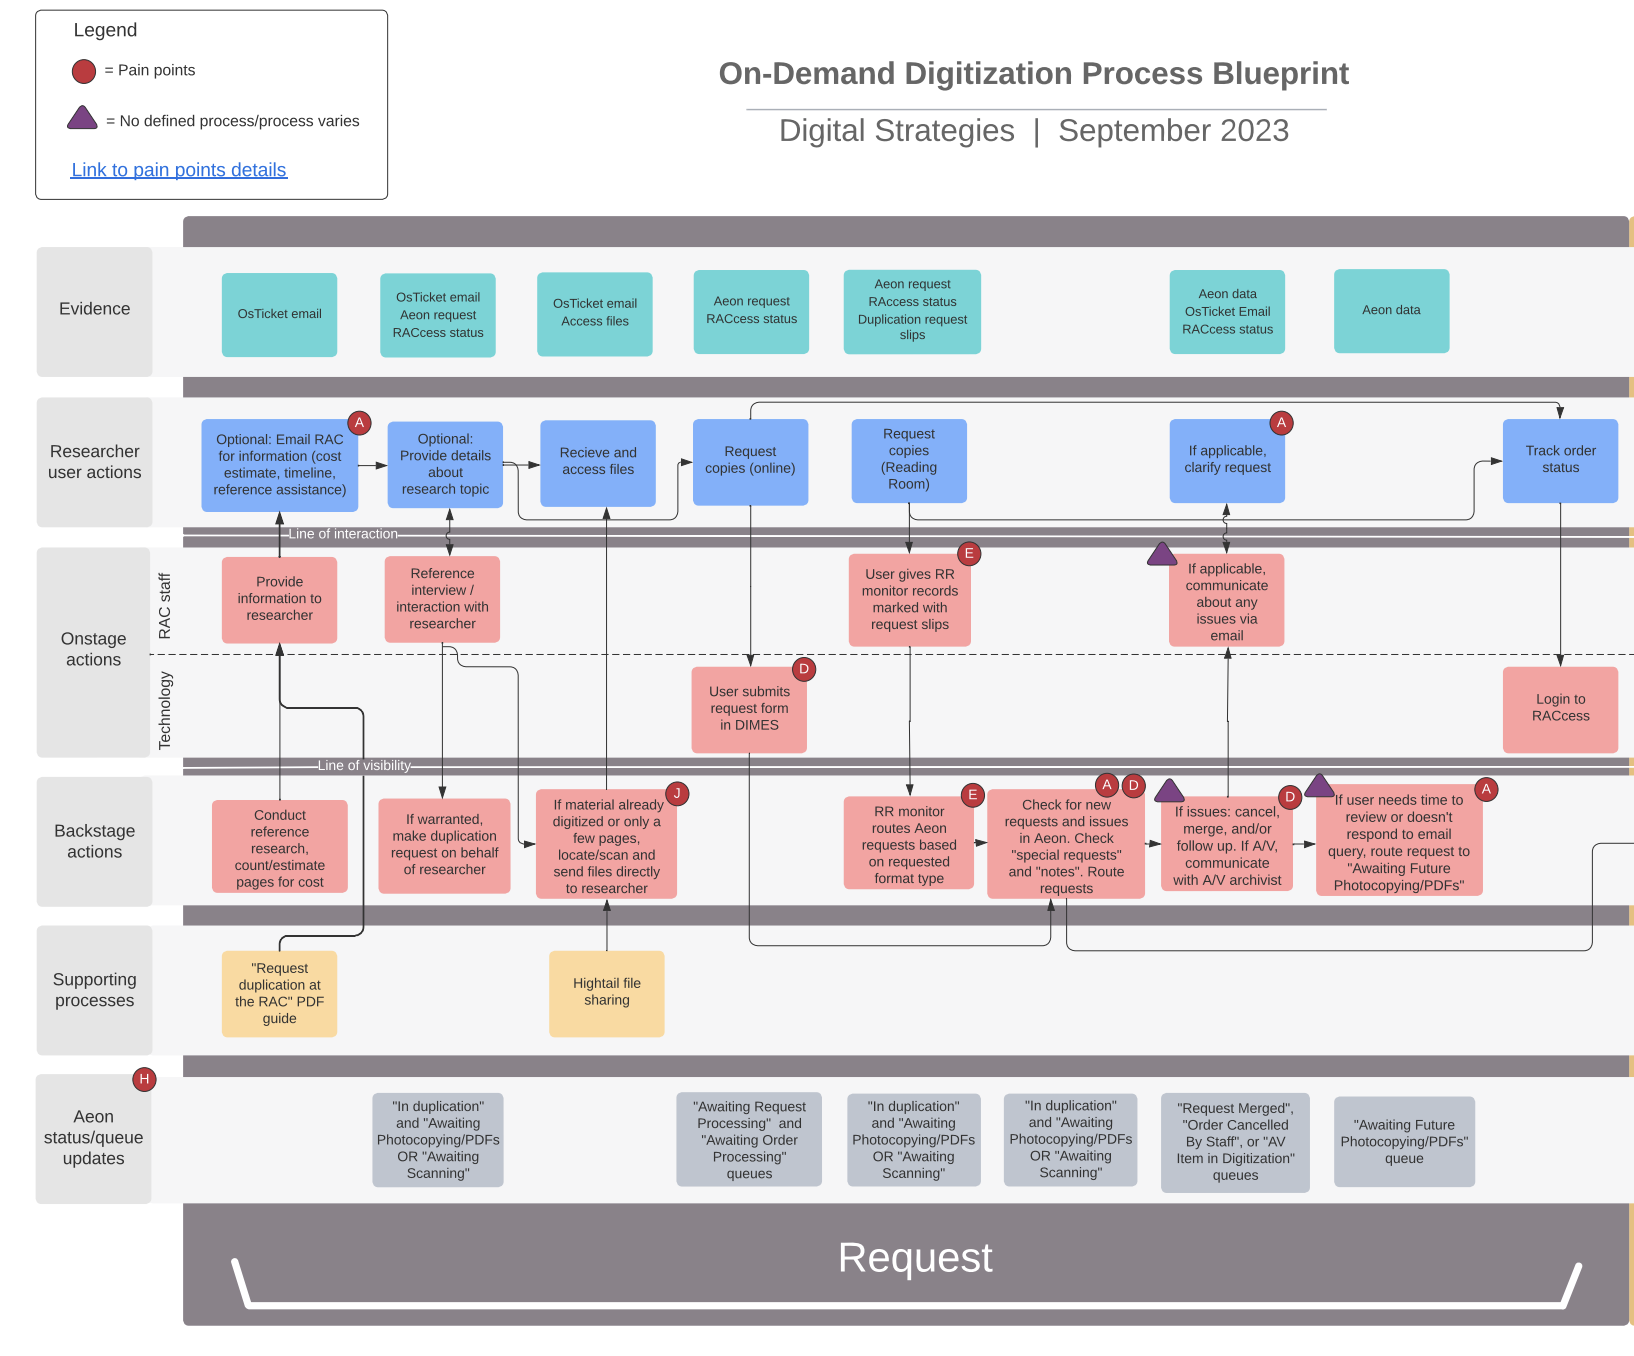 Legend
= Pain points
= No defined process/process varies
Link to pain points details
On-Demand Digitization Process Blueprint
Digital Strategies | September 2023
Evidence
OsTicket email
OsTicket email
Aeon request
RACcess status
OsTicket email
Access files
Aeon request
RACcess status
Aeon request
RAccess status
Duplication request
slips
Aeon data
OsTicket Email
RACcess status
Aeon data
Researcher
user actions
A
Optional: Email RAC
for information (cost
estimate, timeline,
reference assistance)
Optional:
Provide details
about
research topic
Recieve and
access files
Request
copies (online)
Request
copies
(Reading
Room)
A
If applicable,
clarify request
Track order
status
Line of interaction
Onstage
actions
RAC staff
Technology
Provide
information to
researcher
Reference
interview /
interaction with
researcher
E
User gives RR
monitor records
marked with
request slips
If applicable,
communicate
about any
issues via
email
D
User submits
request form
in DIMES
Login to
RACcess
Line of visibility
Backstage
actions
Conduct
reference
research,
count/estimate
pages for cost
If warranted,
make duplication
request on behalf
of researcher
J
If material already
digitized or only a
few pages,
locate/scan and
send files directly
to researcher
E
RR monitor
routes Aeon
requests based
on requested
format type
A
D
Check for new
requests and issues
in Aeon. Check
"special requests"
and "notes". Route
requests
D
If issues: cancel,
merge, and/or
follow up. If A/V,
communicate
with A/V archivist
A
If user needs time to
review or doesn't
respond to email
query, route request to
"Awaiting Future
Photocopying/PDFs"
Supporting
processes
"Request
duplication at
the RAC" PDF
guide
Hightail file
sharing
H
Aeon
status/queue
updates
"In duplication"
and "Awaiting
Photocopying/PDFs
OR "Awaiting
Scanning"
"Awaiting Request
Processing" and
"Awaiting Order
Processing"
queues
"In duplication"
and "Awaiting
Photocopying/PDFs
OR "Awaiting
Scanning"
"In duplication"
and "Awaiting
Photocopying/PDFs
OR "Awaiting
Scanning"
"Request Merged",
"Order Cancelled
By Staff", or "AV
Item in Digitization"
queues
"Awaiting Future
Photocopying/PDFs"
queue
Request